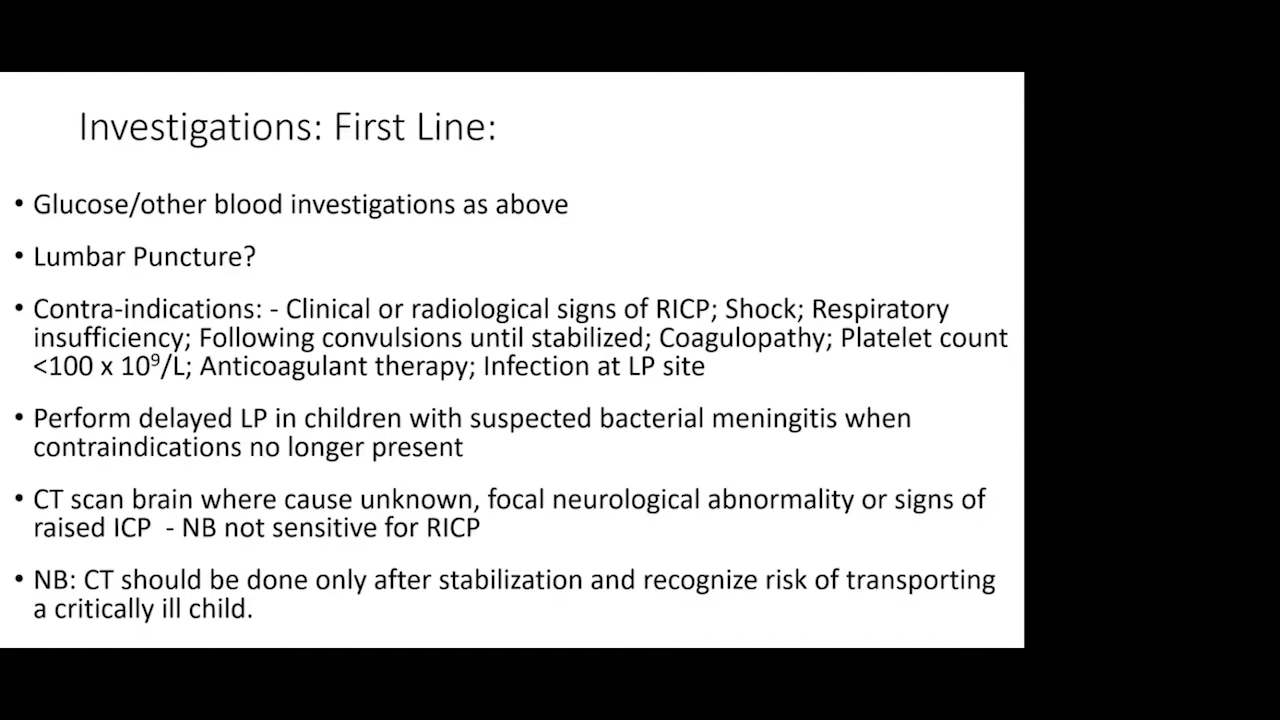 Investigations: First Line:
• Glucose/other blood investigations as above
• Lumbar Puncture?
• Contra-indications: - Clinical or radiological signs of RICP; Shock; Respiratory
insufficiency; Following convulsions until stabilized; Coagulopathy; Platelet count
<100 x 10⁹/L; Anticoagulant therapy; Infection at LP site
• Perform delayed LP in children with suspected bacterial meningitis when
contraindications no longer present
• CT scan brain where cause unknown, focal neurological abnormality or signs of
raised ICP - NB not sensitive for RICP
• NB: CT should be done only after stabilization and recognize risk of transporting
a critically ill child.